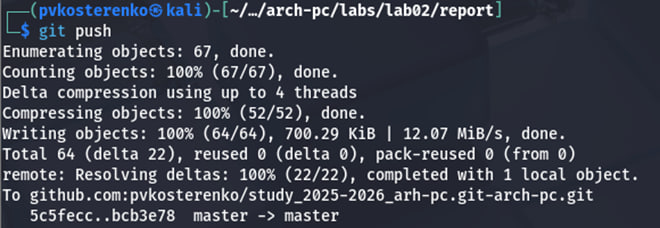 ┌──(pvkosterenko㉿kali)-[~/…/arch-pc/labs/lab02/report]
└─$ git push
Enumerating objects: 67, done.
Counting objects: 100% (67/67), done.
Delta compression using up to 4 threads
Compressing objects: 100% (52/52), done.
Writing objects: 100% (64/64), 700.29 KiB | 12.07 MiB/s, done.
Total 64 (delta 22), reused 0 (delta 0), pack-reused 0 (from 0)
remote: Resolving deltas: 100% (22/22), completed with 1 local object.
To github.com:pvkosterenko/study_2025-2026_arh-pc.git-arch-pc.git
   5c5fecc..bcb3e78  master -> master